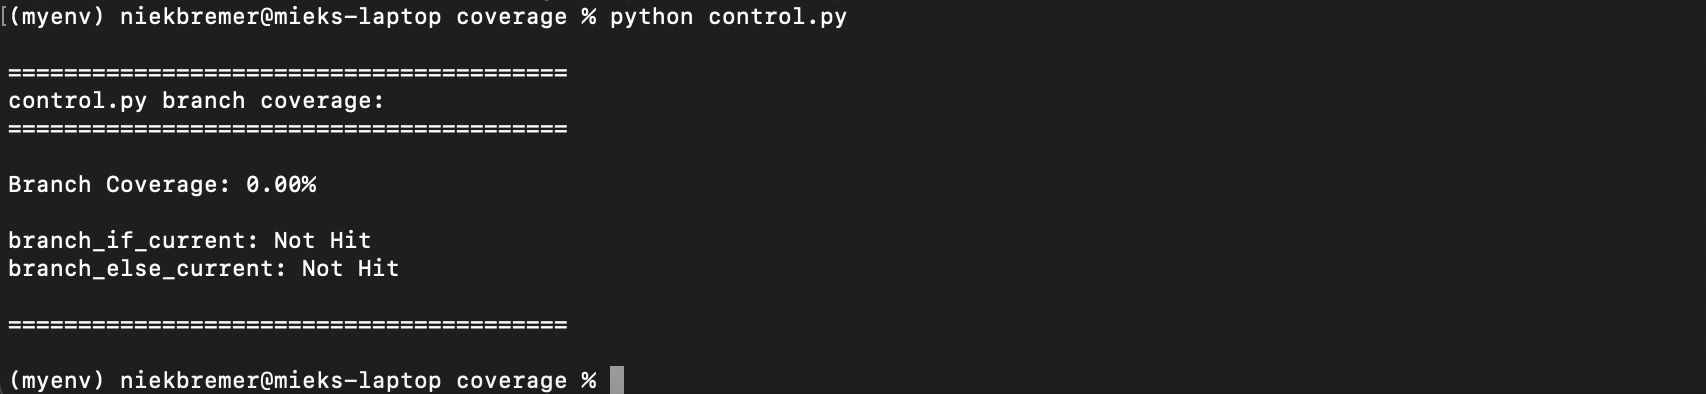 [(myenv) niekbremer@mieks-laptop coverage % python control.py
========================================
control.py branch coverage:
========================================
Branch Coverage: 0.00%
branch_if_current: Not Hit
branch_else_current: Not Hit
========================================
(myenv) niekbremer@mieks-laptop coverage %